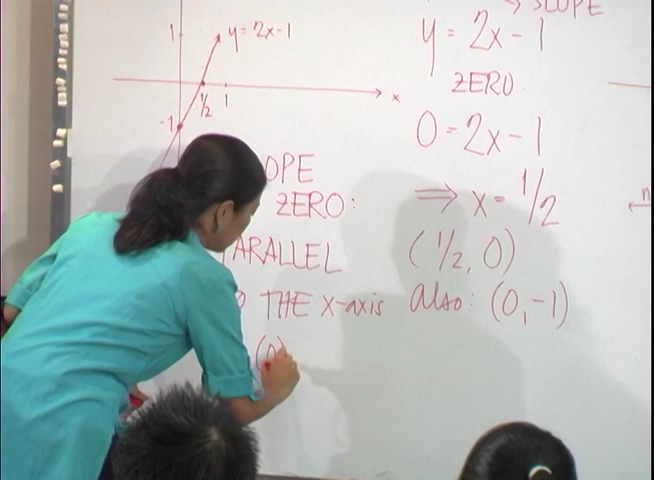 SLOPE
1
y = 2x-1
1/2
1
x
-1
y = 2x-1
ZERO
0 = 2x-1
⇒ x = 1/2
(1/2, 0)
Also: (0,-1)
OPE
ZERO:
ARALLEL
THE x-axis
(0